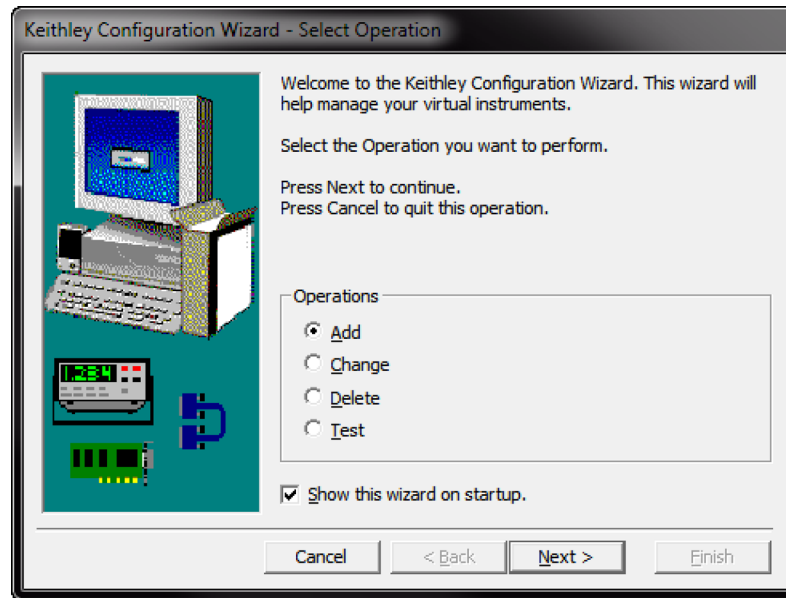 Keithley Configuration Wizard - Select Operation
Welcome to the Keithley Configuration Wizard. This wizard will
help manage your virtual instruments.
Select the Operation you want to perform.
Press Next to continue.
Press Cancel to quit this operation.
1.234
Operations
Add
Change
Delete
Test
Show this wizard on startup.
Cancel
< Back
Next >
Finish